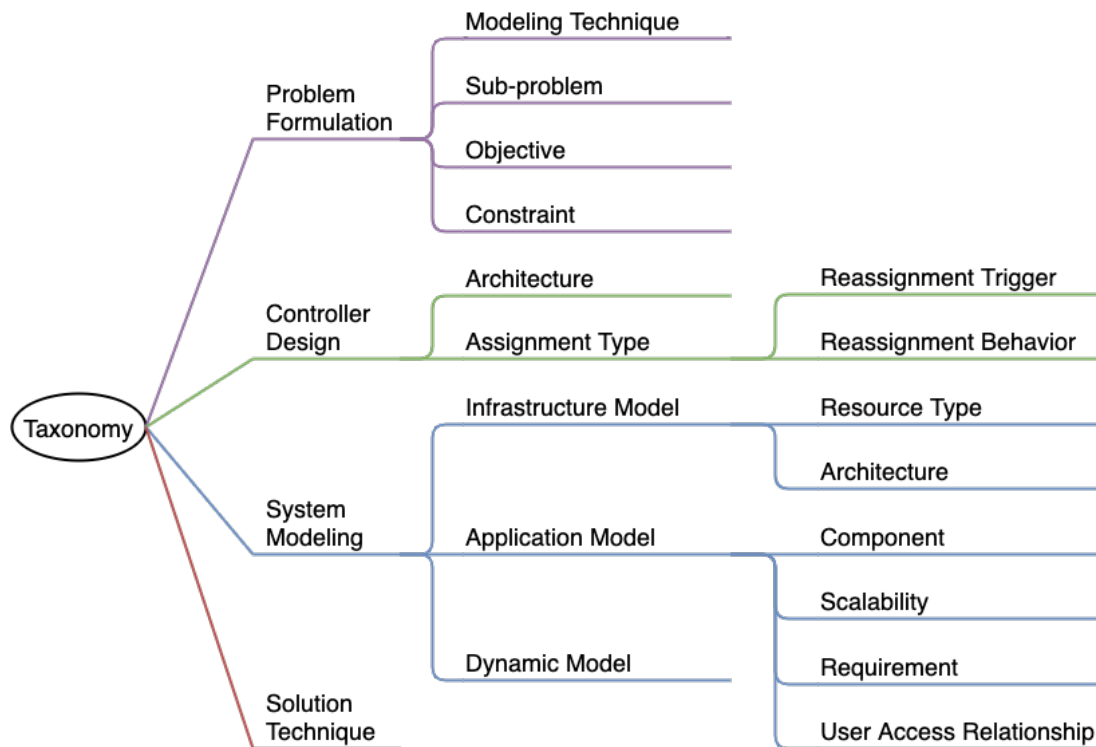 Taxonomy
Problem
Formulation
Modeling Technique
Sub-problem
Objective
Constraint
Controller
Design
Architecture
Assignment Type
Reassignment Trigger
Reassignment Behavior
System
Modeling
Infrastructure Model
Resource Type
Architecture
Application Model
Component
Scalability
Requirement
User Access Relationship
Dynamic Model
Solution
Technique